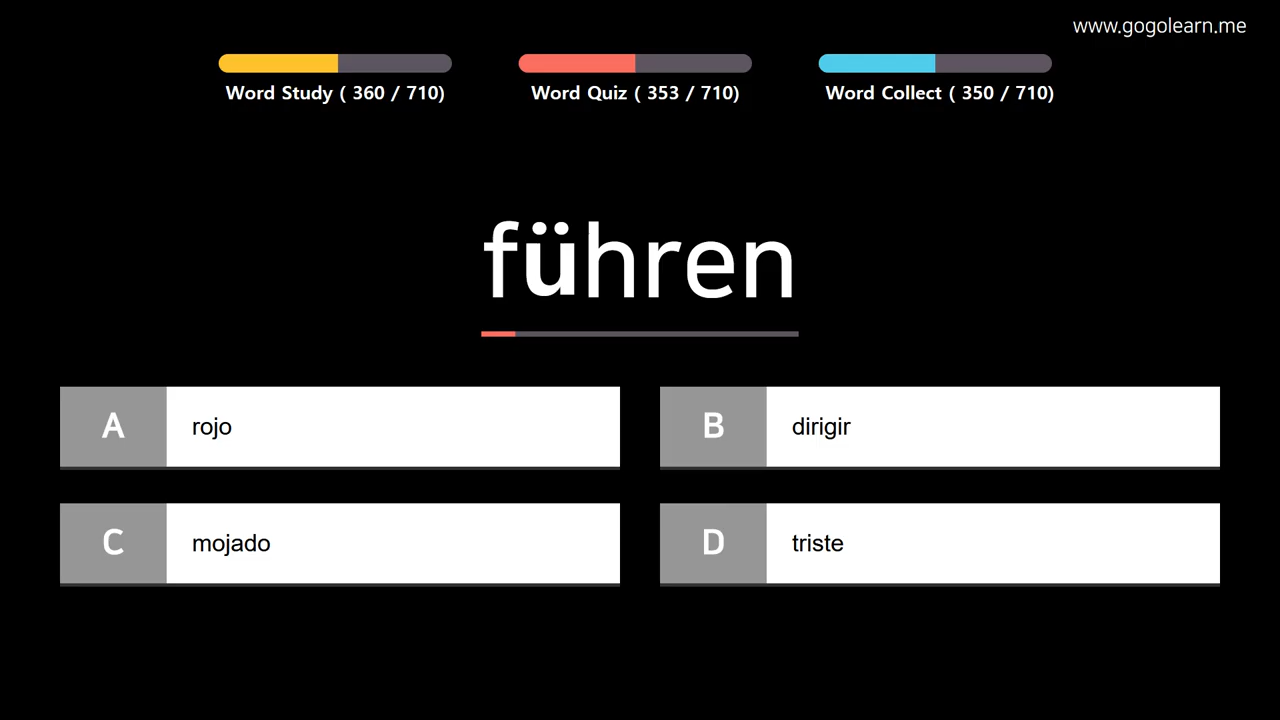 www.gogolearn.me
Word Study ( 360 / 710)
Word Quiz ( 353 / 710)
Word Collect ( 350 / 710)
führen
A rojo
B dirigir
C mojado
D triste